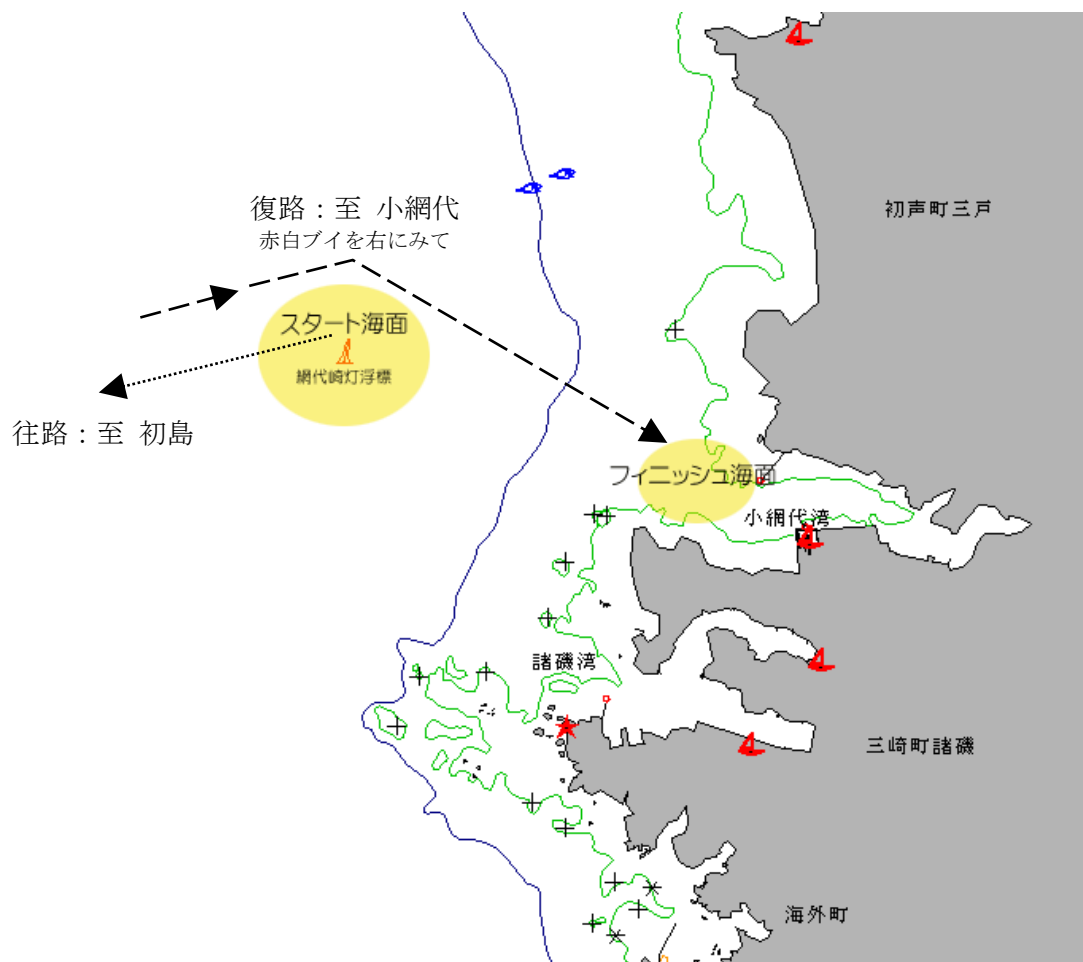 初声町三戸
復路：至 小網代
赤白ブイを右にみて
スタート海面
網代崎灯浮標
往路：至 初島
フィニッシュ海面
小網代湾
諸磯湾
三崎町諸磯
海外町